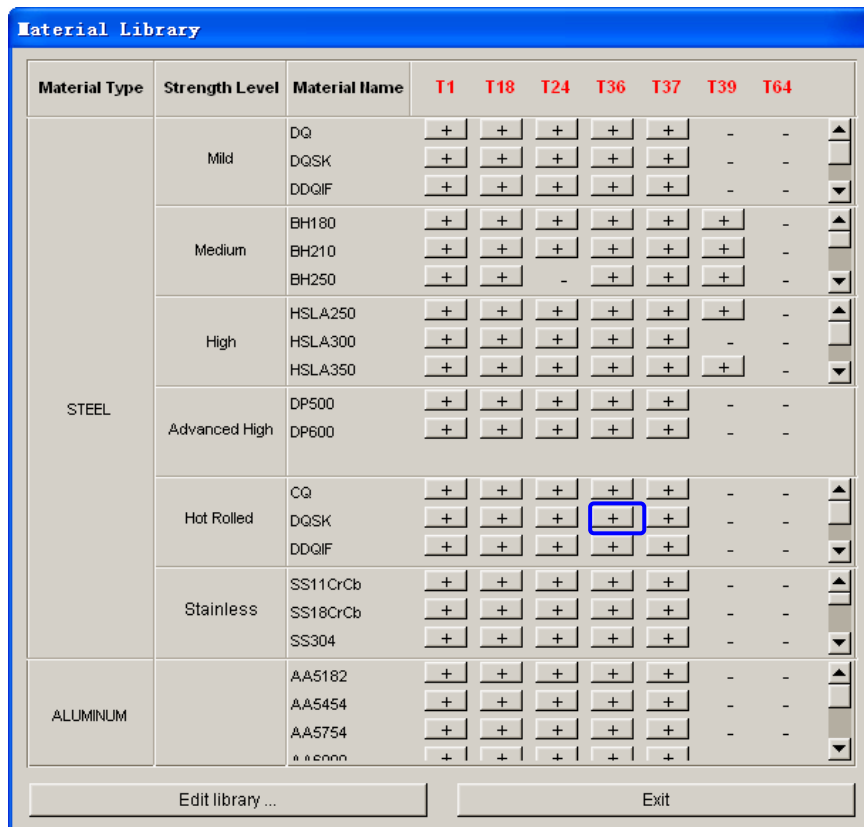 Material Library
Material Type Strength Level Material Name T1 T18 T24 T36 T37 T39 T64
DQ + + + + + - -
Mild DQSK + + + + + - -
DDQIF + + + + + - -
BH180 + + + + + + -
Medium BH210 + + + + + + -
BH250 + + - + + + -
HSLA250 + + + + + + -
High HSLA300 + + + + + - -
HSLA350 + + + + + + -
STEEL DP500 + + + + + - -
Advanced High DP600 + + + + + - -
CQ + + + + + - -
Hot Rolled DQSK + + + + + - -
DDQIF + + + + + - -
SS11CrCb + + + + + - -
Stainless SS18CrCb + + + + + - -
SS304 + + + + + - -
AA5182 + + + + + - -
AA5454 + + + + + - -
ALUMINUM
AA5754 + + + + + - -
+ + + + +
Edit library ... Exit